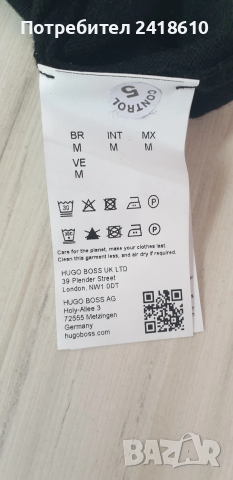 Потребител 2418610
CONTROL
5
BR INT MX
M M M
VE
M
30
P
P
Care for the planet, make your clothes last
Clean this garment less, and air dry if required.
HUGO BOSS UK LTD
39 Plender Street
London, NW1 0DT
HUGO BOSS AG
Holy-Allee 3
72555 Metzingen
Germany
hugoboss.com
BAZAR